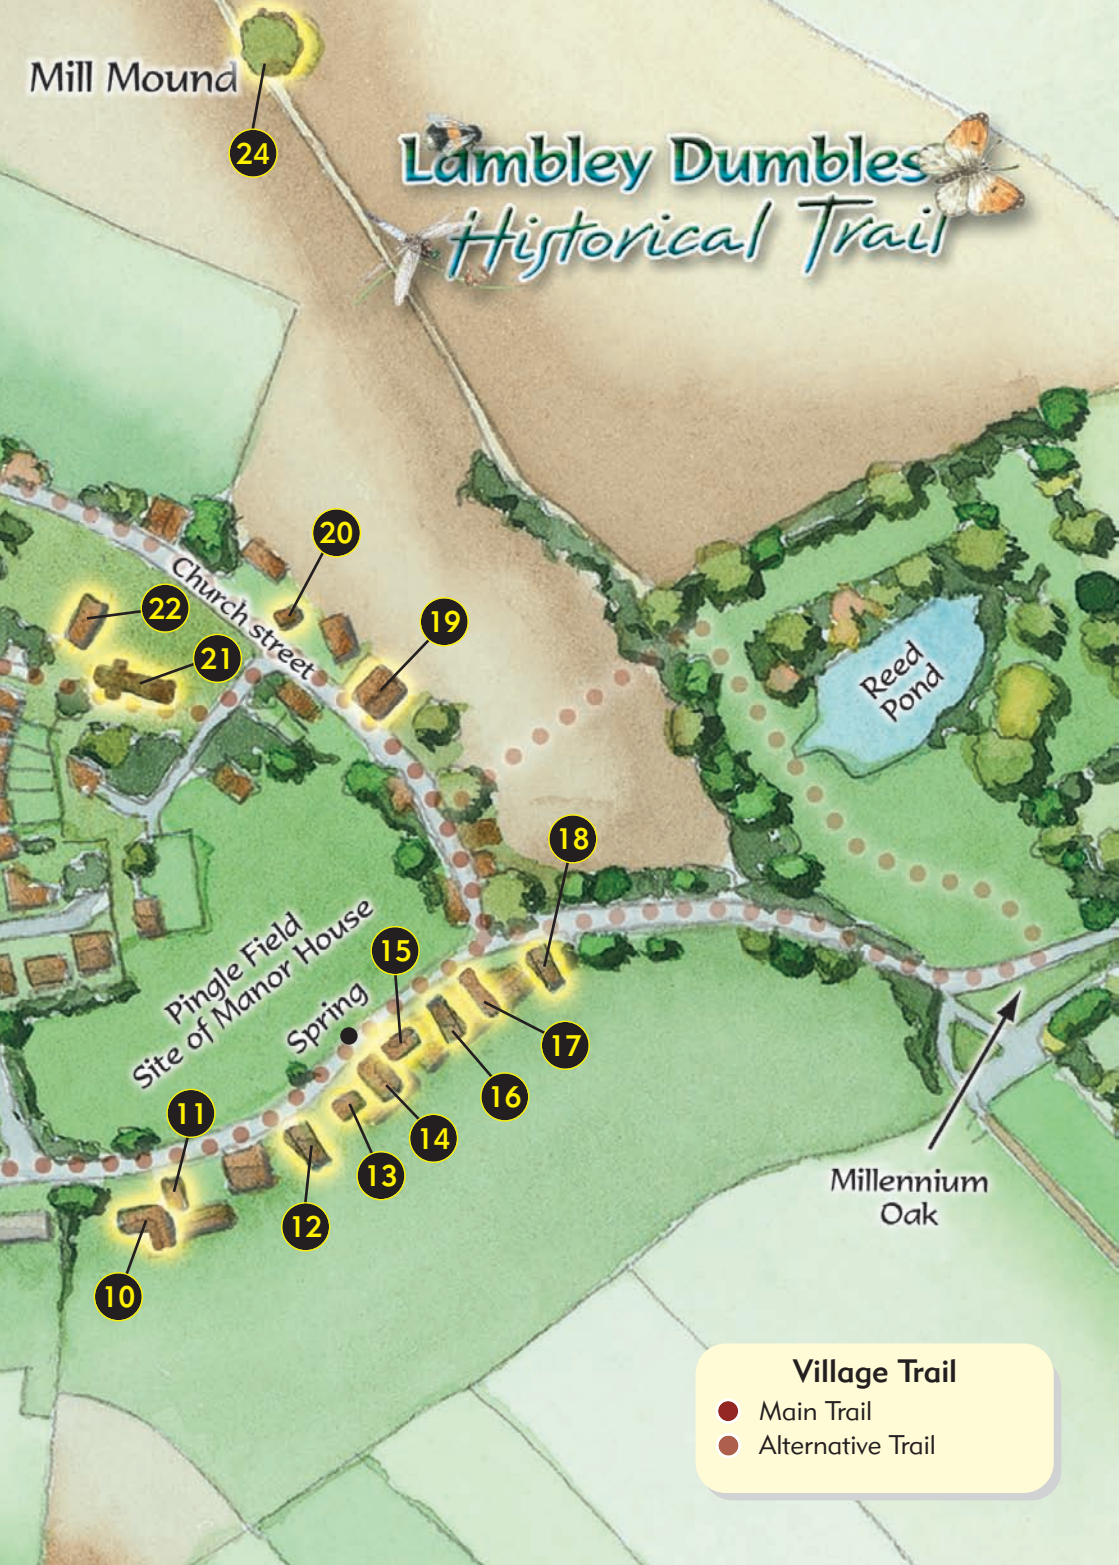 Mill Mound
24
Lambley Dumbles
Historical Trail
20
Church street
22
19
21
Reed
Pond
18
Pingle Field
Site of Manor House
15
Spring
17
16
11
14
13
Millennium
Oak
12
10
Village Trail
Main Trail
Alternative Trail